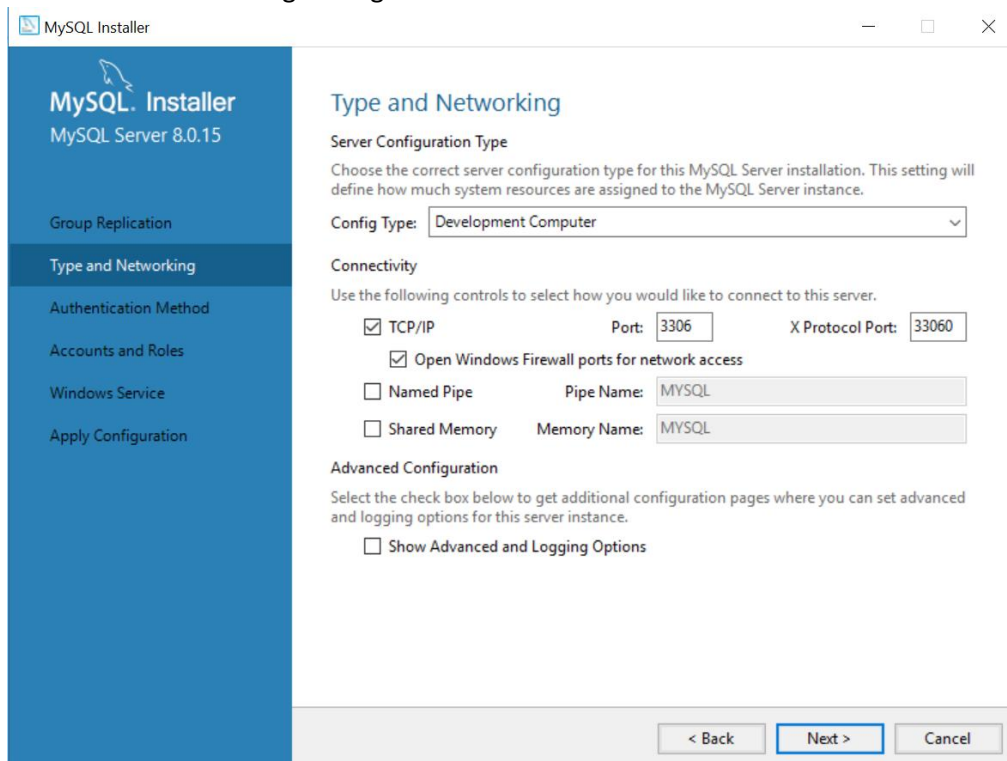 MySQL Installer
MySQL. Installer
MySQL Server 8.0.15
Group Replication
Type and Networking
Authentication Method
Accounts and Roles
Windows Service
Apply Configuration
Type and Networking
Server Configuration Type
Choose the correct server configuration type for this MySQL Server installation. This setting will
define how much system resources are assigned to the MySQL Server instance.
Config Type: Development Computer
Connectivity
Use the following controls to select how you would like to connect to this server.
TCP/IP Port: 3306 X Protocol Port: 33060
Open Windows Firewall ports for network access
Named Pipe Pipe Name: MYSQL
Shared Memory Memory Name: MYSQL
Advanced Configuration
Select the check box below to get additional configuration pages where you can set advanced
and logging options for this server instance.
Show Advanced and Logging Options
< Back Next > Cancel